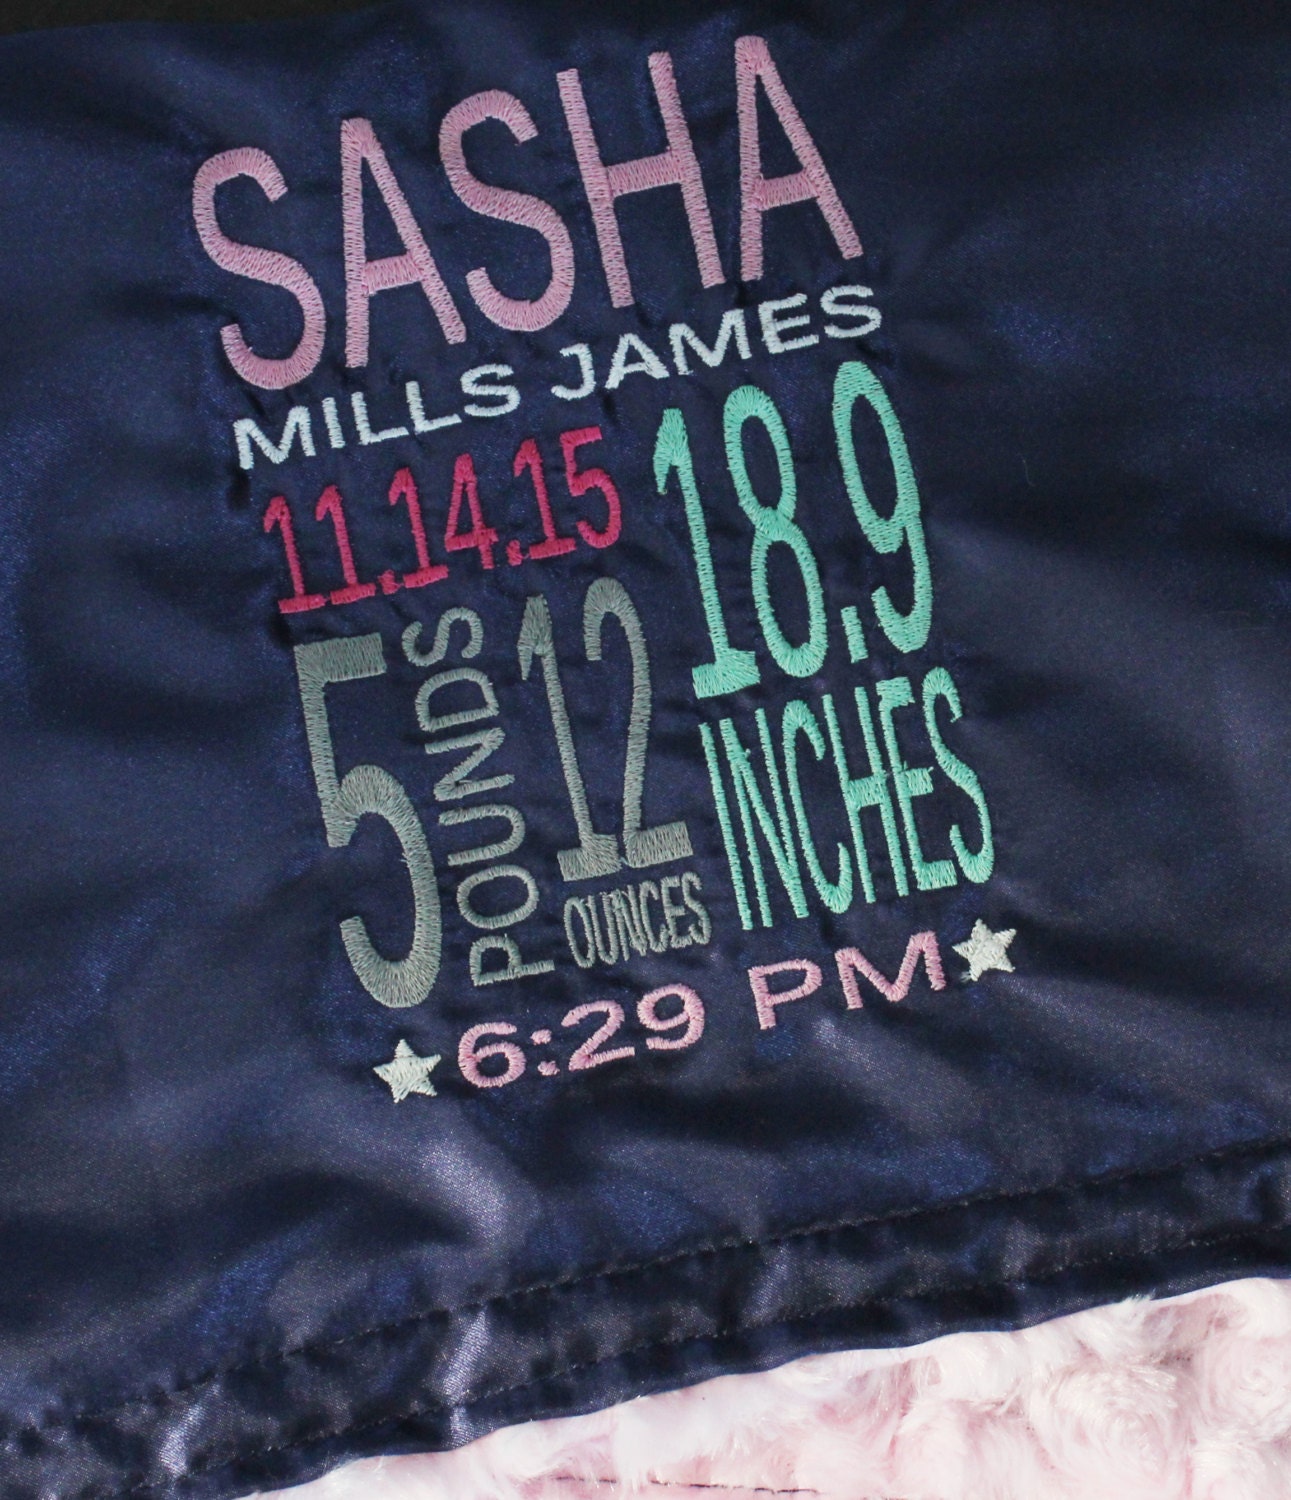 SASHA
MILLS JAMES
11.14.15
5
POUNDS
12
OUNCES
18.9
INCHES
6:29 PM